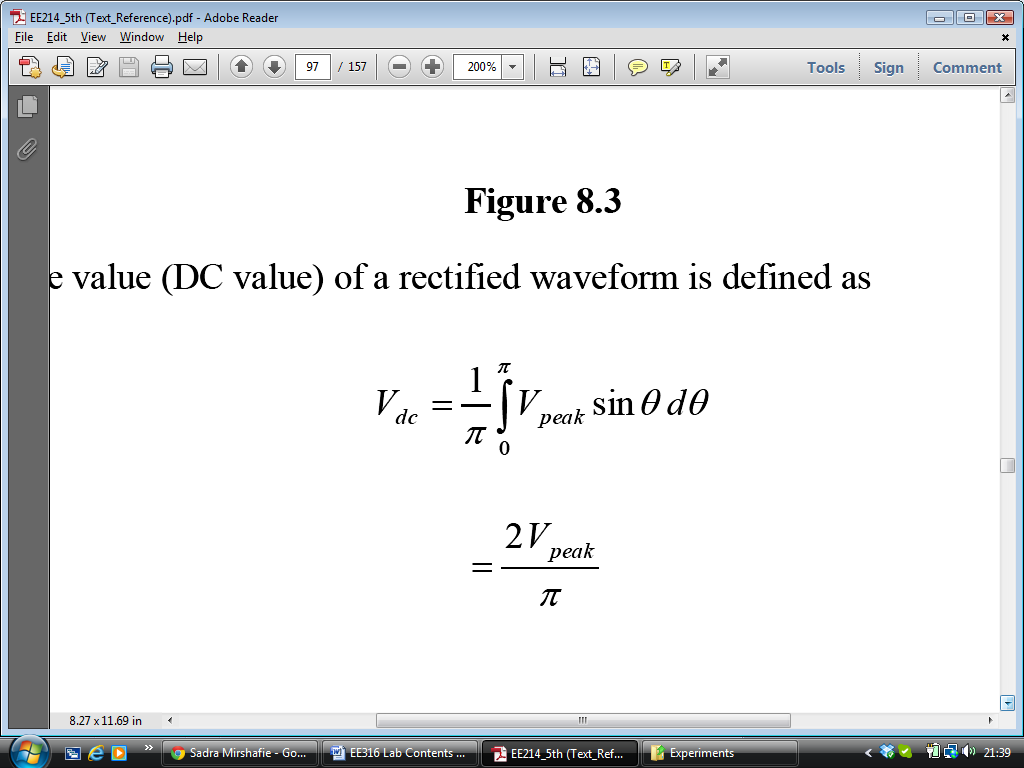 EE214_5th (Text_Reference).pdf - Adobe Reader
File Edit View Window Help
97 / 157 200% Tools Sign Comment
Figure 8.3
e value (DC value) of a rectified waveform is defined as
V_dc = 1/π ∫_0^π V_peak sin θ dθ
= 2V_peak/π
8.27 x 11.69 in
Sadra Mirshafie - Go... EE316 Lab Contents ... EE214_5th (Text_Ref... Experiments 21:39